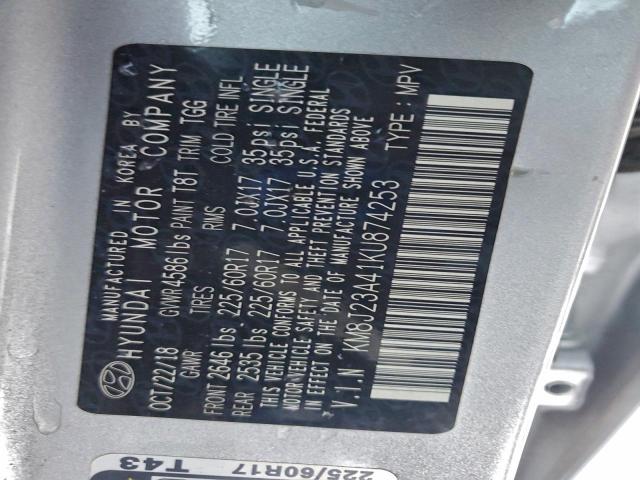 MANUFACTURED IN KOREA BY
HYUNDAI MOTOR COMPANY
OCT/22/18 GVWR 4586 lbs PAINT T8T TRIM TGG
GAWR TIRES RIMS COLD TIRE INFL
FRONT 2646 lbs 225/60R17 7.0JX17 35psi SINGLE
REAR 2535 lbs 225/60R17 7.0JX17 35psi SINGLE
THIS VEHICLE CONFORMS TO ALL APPLICABLE U.S.A. FEDERAL
MOTOR VEHICLE SAFETY AND THEFT PREVENTION STANDARDS
IN EFFECT ON THE DATE OF MANUFACTURE SHOWN ABOVE
V.I.N KM8J23A41KU874253 TYPE : MPV
225/60R17
T43